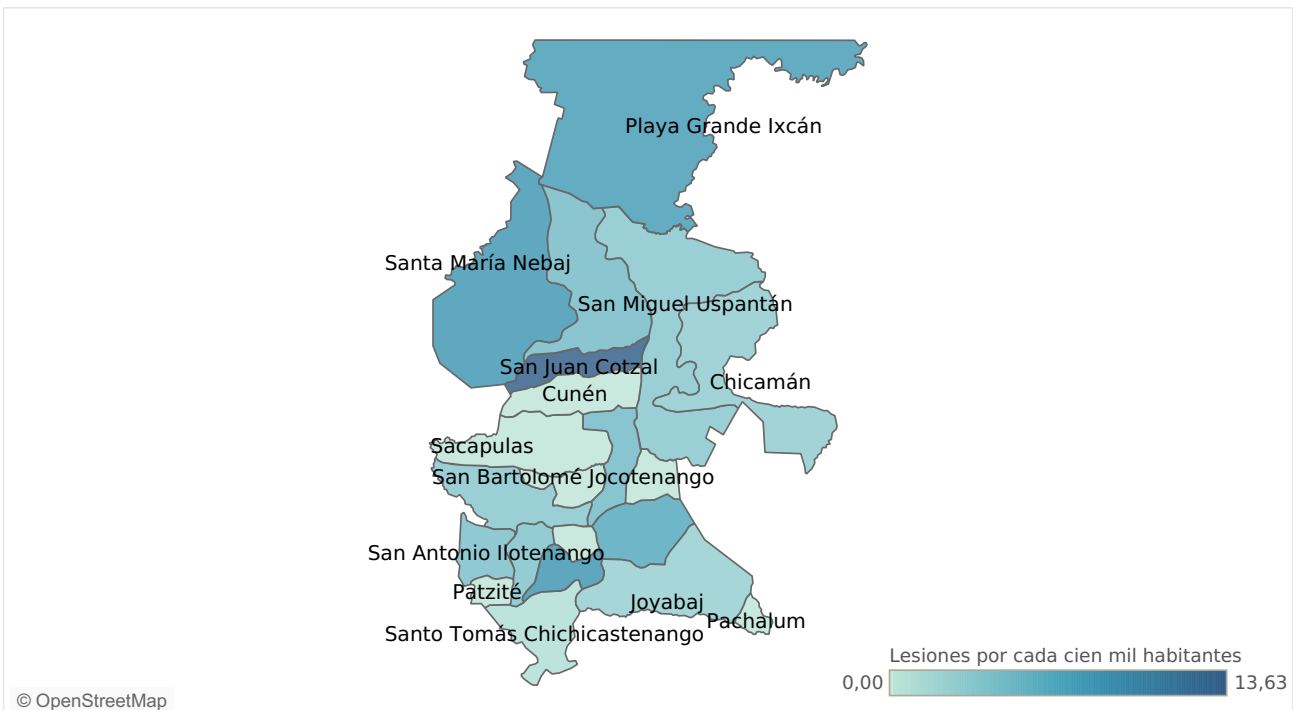 Playa Grande Ixcán
Santa María Nebaj
San Miguel Uspantán
San Juan Cotzal
Chicamán
Cunén
Sacapulas
San Bartolomé Jocotenango
San Antonio Ilotenango
Patzité
Joyabaj
Pachalum
Santo Tomás Chichicastenango
Lesiones por cada cien mil habitantes
0,00 13,63
© OpenStreetMap